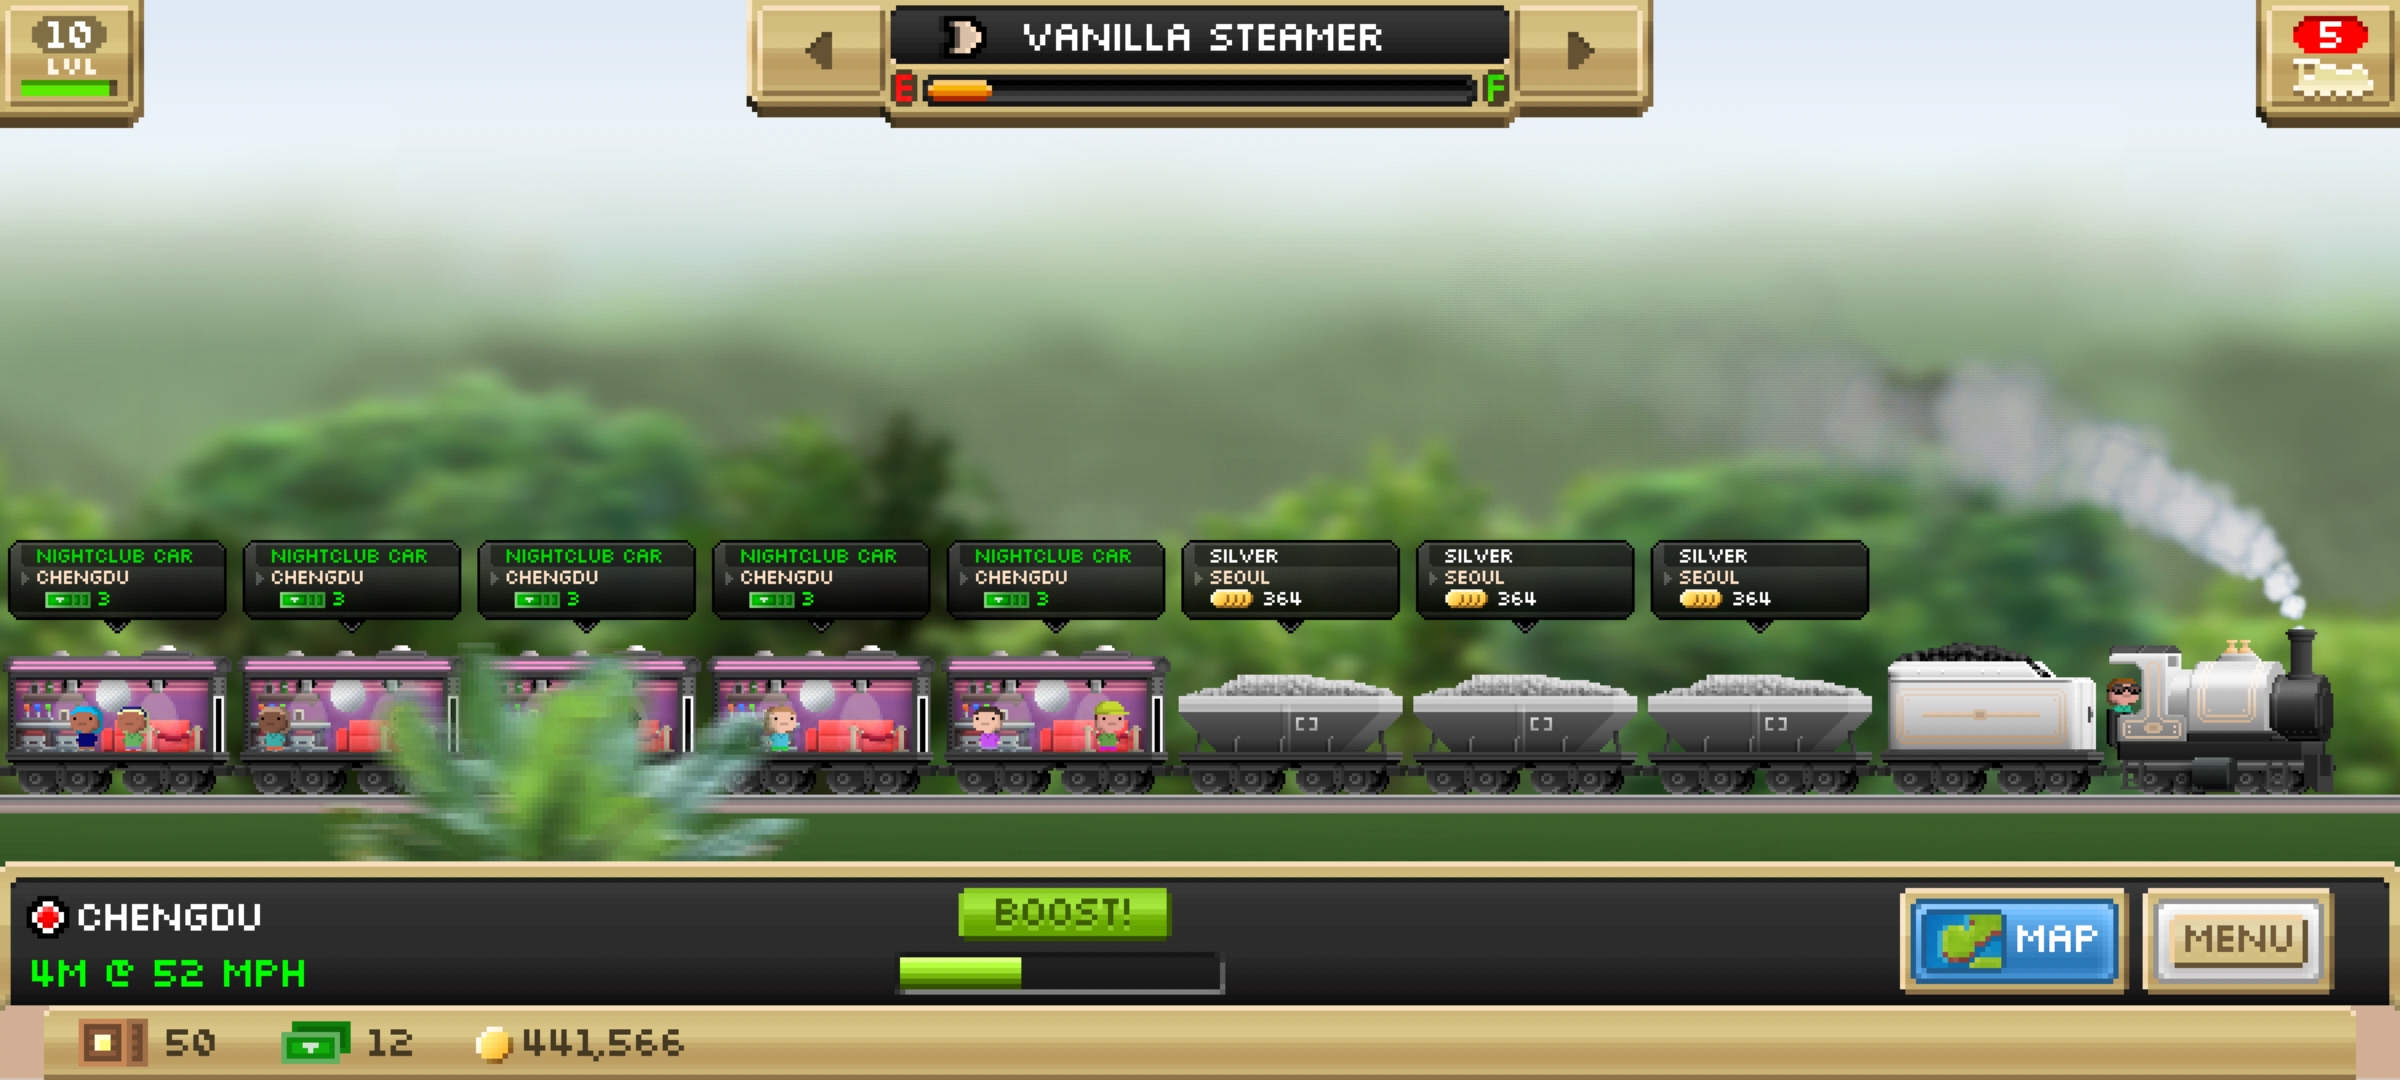 10
LVL
VANILLA STEAMER
E
F
5
NIGHTCLUB CAR
CHENGDU
3
NIGHTCLUB CAR
CHENGDU
3
NIGHTCLUB CAR
CHENGDU
3
NIGHTCLUB CAR
CHENGDU
3
NIGHTCLUB CAR
CHENGDU
3
SILVER
SEOUL
364
SILVER
SEOUL
364
SILVER
SEOUL
364
CHENGDU
4M @ 52 MPH
BOOST!
MAP
MENU
50
12
441,566